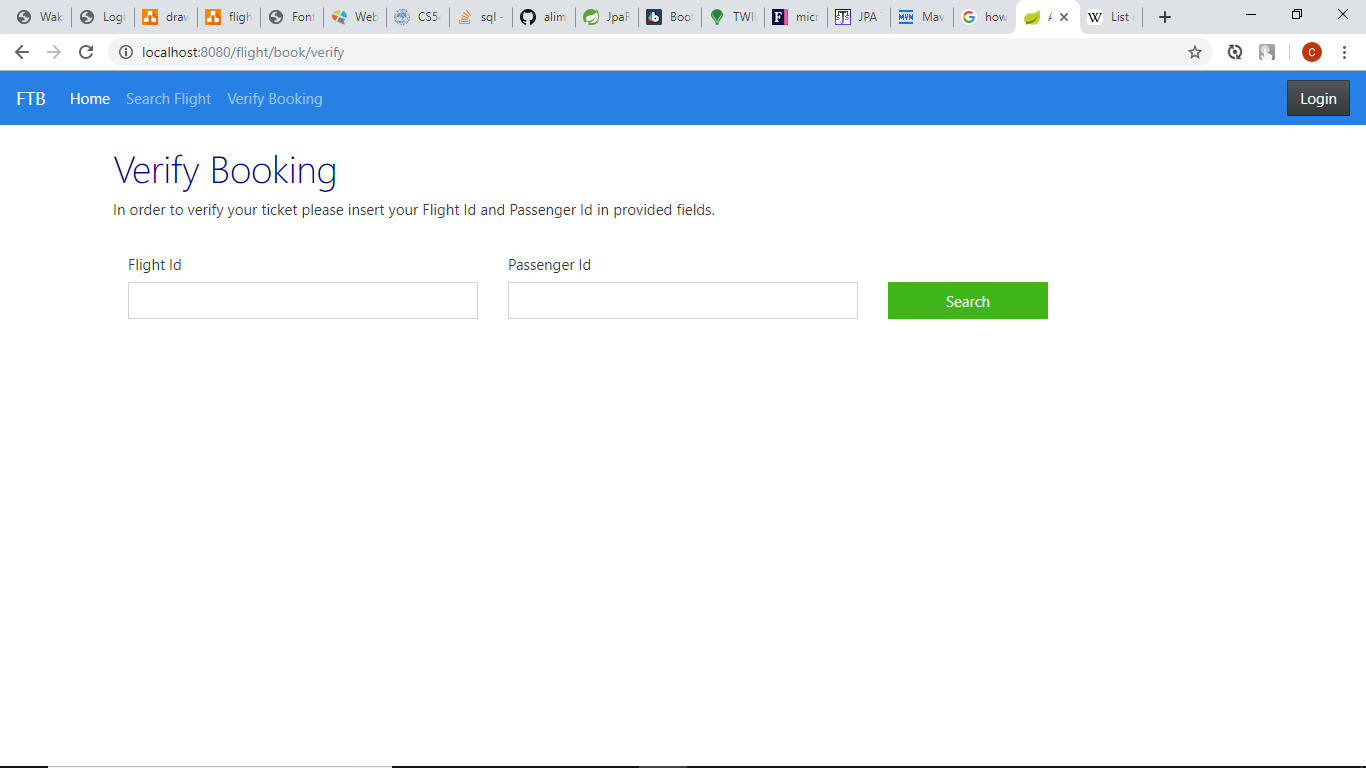 Wak Logi draw fligh Font Web CS5 sql - alim JpaR Boot TWI micr JPA Mav how List
localhost:8080/flight/book/verify
C
FTB Home Search Flight Verify Booking Login
Verify Booking
In order to verify your ticket please insert your Flight Id and Passenger Id in provided fields.
Flight Id Passenger Id
Search